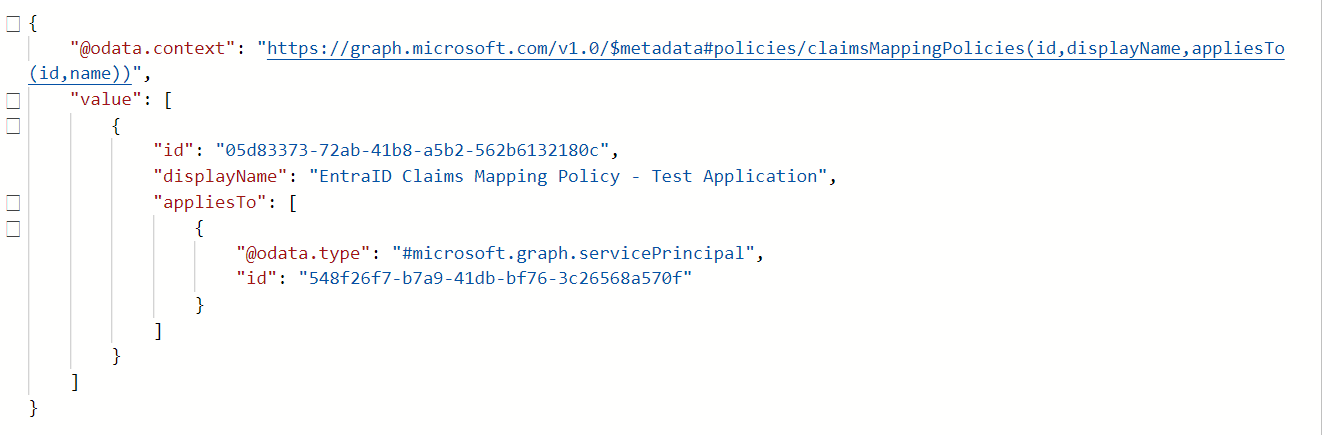 {
"@odata.context": "https://graph.microsoft.com/v1.0/$metadata#policies/claimsMappingPolicies(id,displayName,appliesTo
(id,name))",
"value": [
{
"id": "05d83373-72ab-41b8-a5b2-562b6132180c",
"displayName": "EntraID Claims Mapping Policy - Test Application",
"appliesTo": [
{
"@odata.type": "#microsoft.graph.servicePrincipal",
"id": "548f26f7-b7a9-41db-bf76-3c26568a570f"
}
]
}
]
}